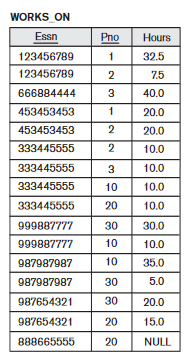 WORKS_ON
Essn Pno Hours
123456789 1 32.5
123456789 2 7.5
666884444 3 40.0
453453453 1 20.0
453453453 2 20.0
333445555 2 10.0
333445555 3 10.0
333445555 10 10.0
333445555 20 10.0
999887777 30 30.0
999887777 10 10.0
987987987 10 35.0
987987987 30 5.0
987654321 30 20.0
987654321 20 15.0
888665555 20 NULL